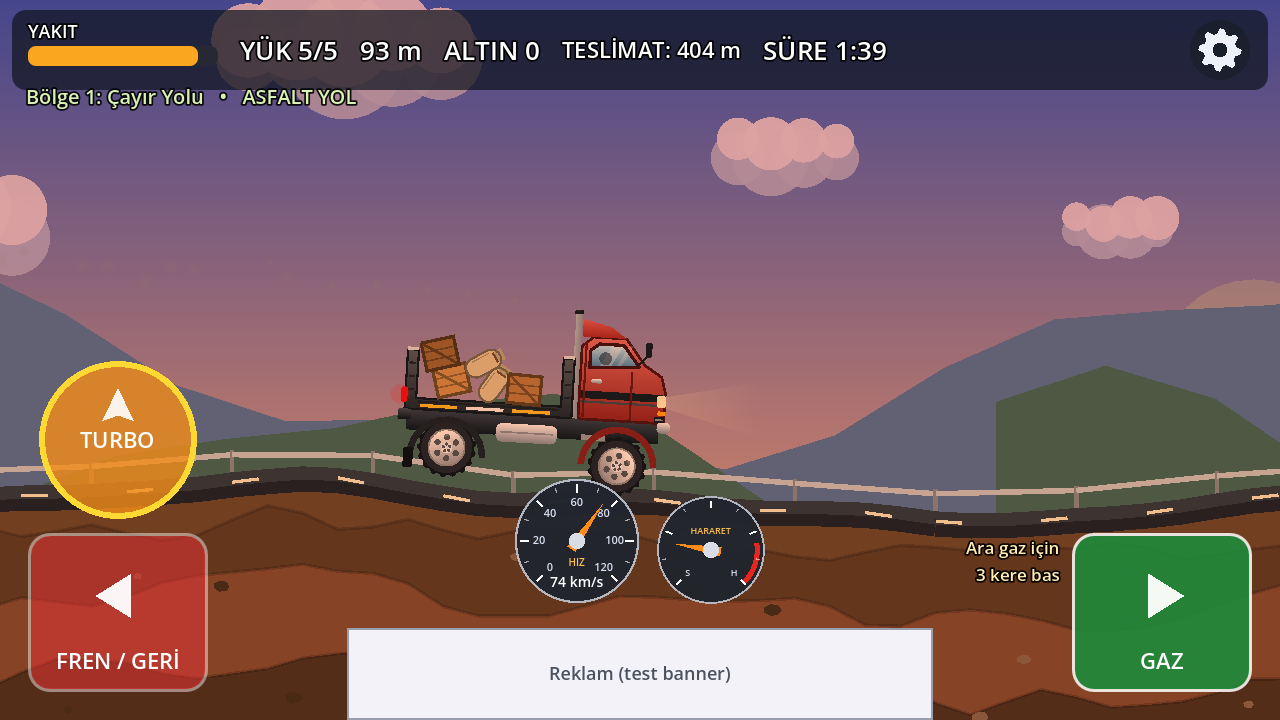 YAKIT
YÜK 5/5 93 m ALTIN 0 TESLİMAT: 404 m SÜRE 1:39
Bölge 1: Çayır Yolu • ASFALT YOL
TURBO
0 20 40 60 80 100 120
HIZ
74 km/s
HARARET
S H
Ara gaz için
3 kere bas
FREN / GERİ
GAZ
Reklam (test banner)